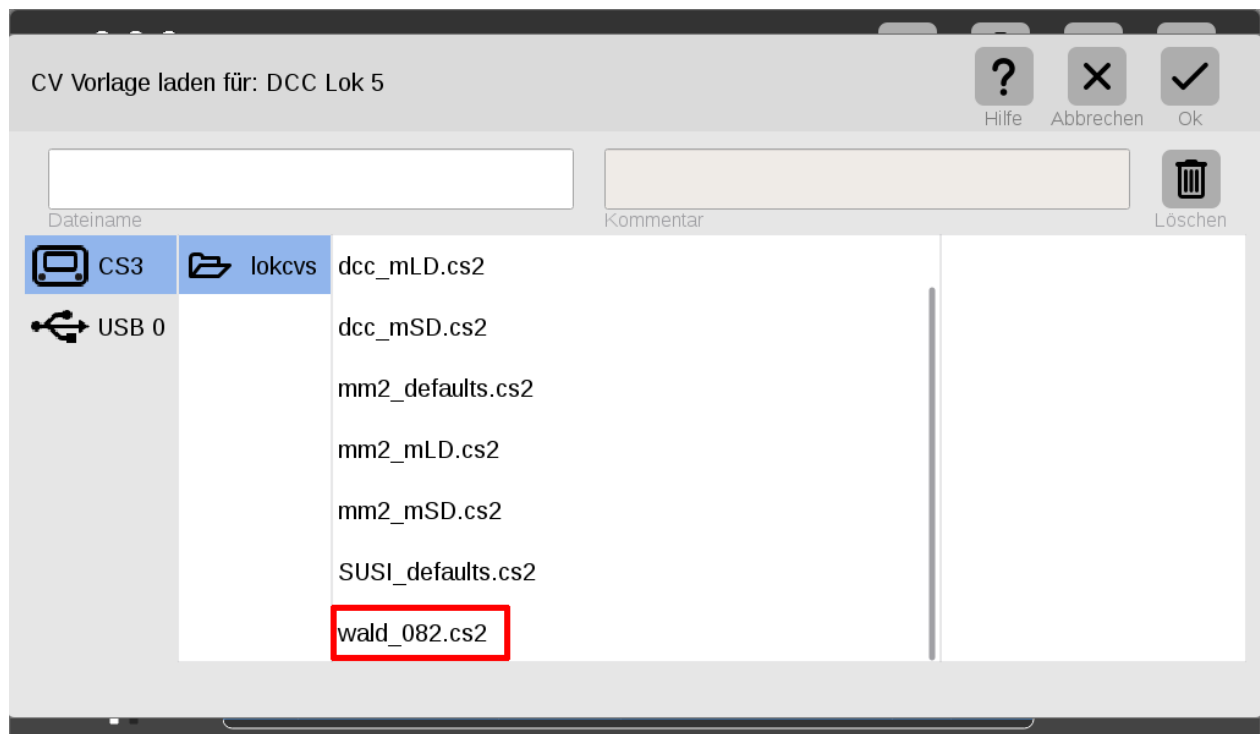 CV Vorlage laden für: DCC Lok 5
Hilfe
Abbrechen
Ok
Dateiname
Kommentar
Löschen
CS3
lokcvs
USB 0
dcc_mLD.cs2
dcc_mSD.cs2
mm2_defaults.cs2
mm2_mLD.cs2
mm2_mSD.cs2
SUSI_defaults.cs2
wald_082.cs2